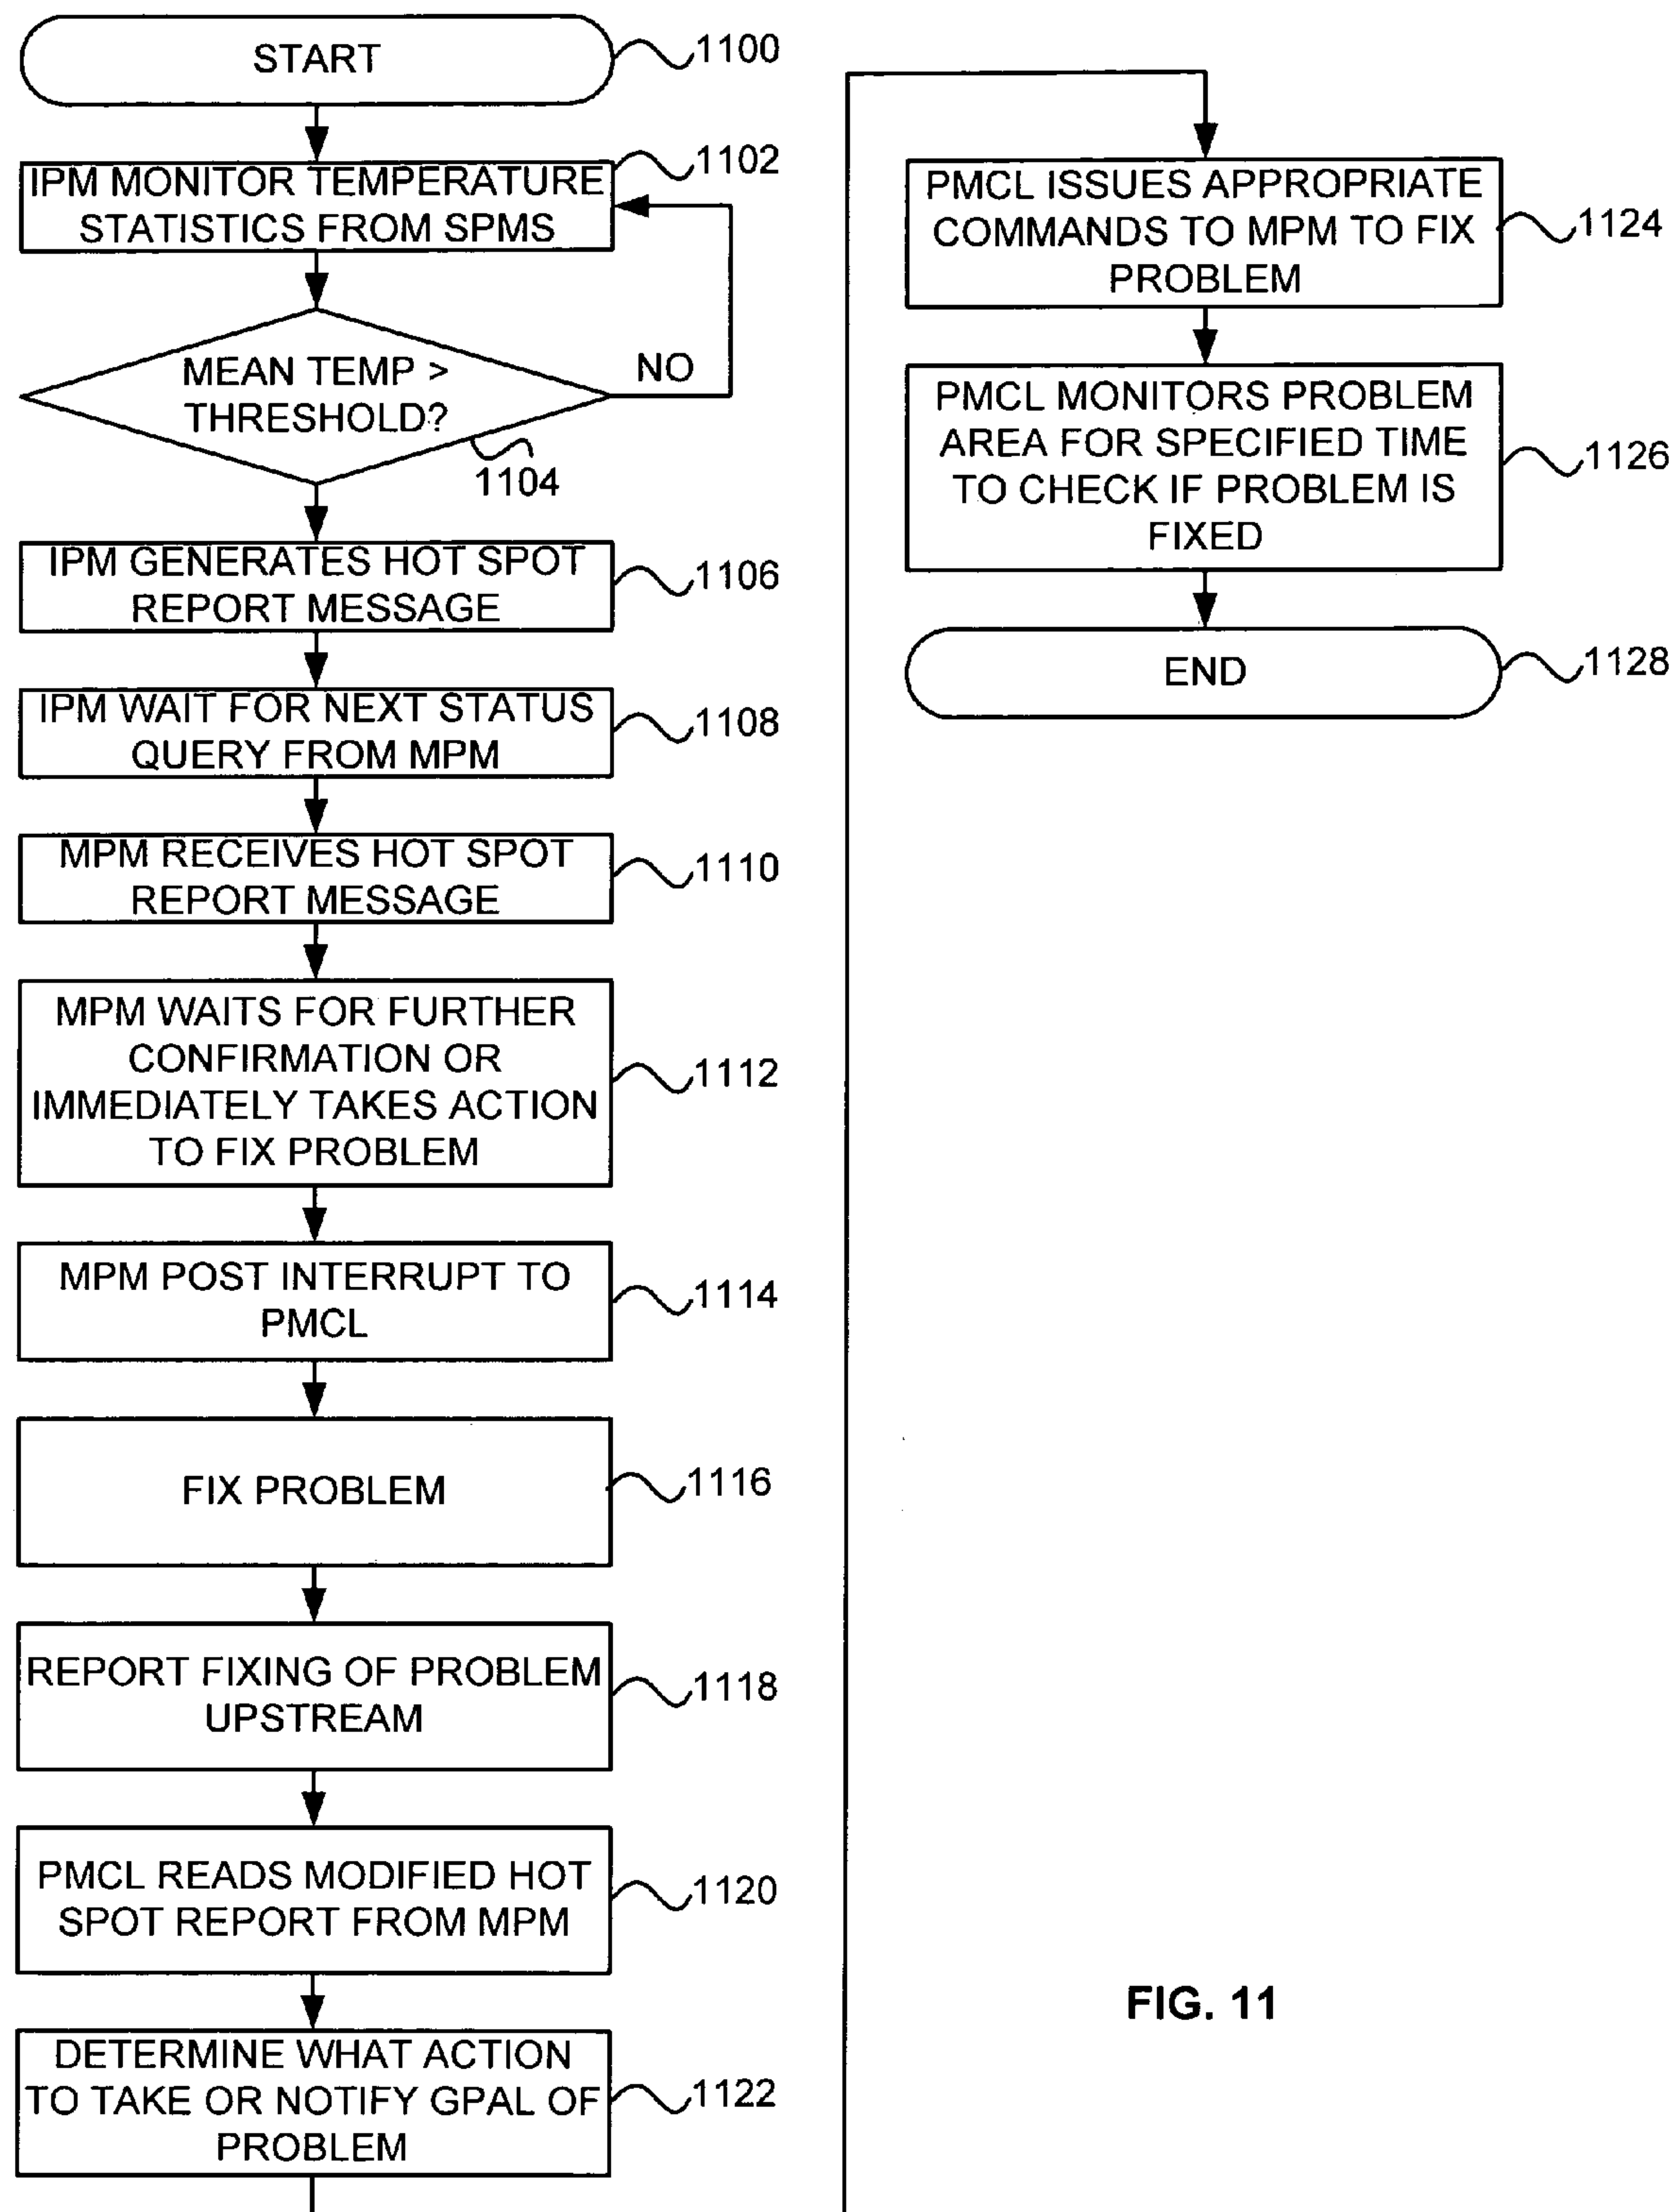 START
1100
IPM MONITOR TEMPERATURE
STATISTICS FROM SPMS
1102
MEAN TEMP >
THRESHOLD?
NO
1104
IPM GENERATES HOT SPOT
REPORT MESSAGE
1106
IPM WAIT FOR NEXT STATUS
QUERY FROM MPM
1108
MPM RECEIVES HOT SPOT
REPORT MESSAGE
1110
MPM WAITS FOR FURTHER
CONFIRMATION OR
IMMEDIATELY TAKES ACTION
TO FIX PROBLEM
1112
MPM POST INTERRUPT TO
PMCL
1114
FIX PROBLEM
1116
REPORT FIXING OF PROBLEM
UPSTREAM
1118
PMCL READS MODIFIED HOT
SPOT REPORT FROM MPM
1120
DETERMINE WHAT ACTION
TO TAKE OR NOTIFY GPAL OF
PROBLEM
1122
PMCL ISSUES APPROPRIATE
COMMANDS TO MPM TO FIX
PROBLEM
1124
PMCL MONITORS PROBLEM
AREA FOR SPECIFIED TIME
TO CHECK IF PROBLEM IS
FIXED
1126
END
1128
FIG. 11